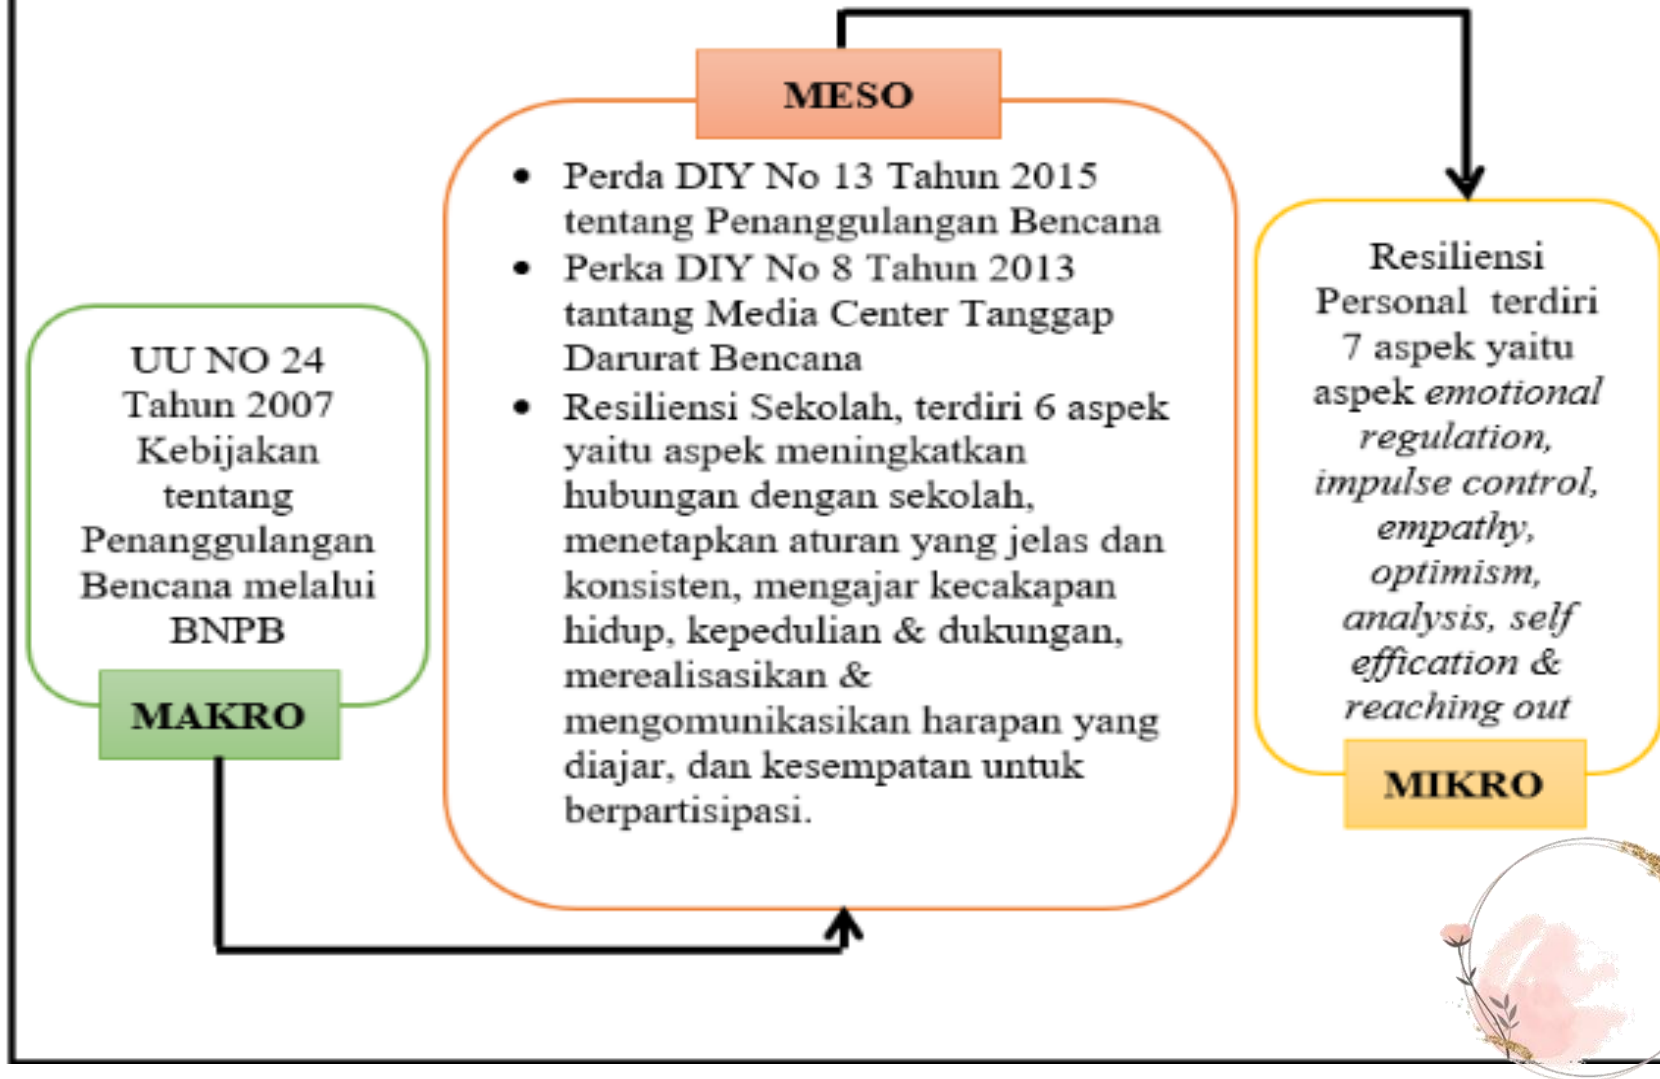 UU NO 24
Tahun 2007
Kebijakan
tentang
Penanggulangan
Bencana melalui
BNPB
MAKRO
MESO
• Perda DIY No 13 Tahun 2015
tentang Penanggulangan Bencana
• Perka DIY No 8 Tahun 2013
tantang Media Center Tanggap
Darurat Bencana
• Resiliensi Sekolah, terdiri 6 aspek
yaitu aspek meningkatkan
hubungan dengan sekolah,
menetapkan aturan yang jelas dan
konsisten, mengajar kecakapan
hidup, kepedulian & dukungan,
merealisasikan &
mengomunikasikan harapan yang
diajar, dan kesempatan untuk
berpartisipasi.
Resiliensi
Personal terdiri
7 aspek yaitu
aspek emotional
regulation,
impulse control,
empathy,
optimism,
analysis, self
effication &
reaching out
MIKRO